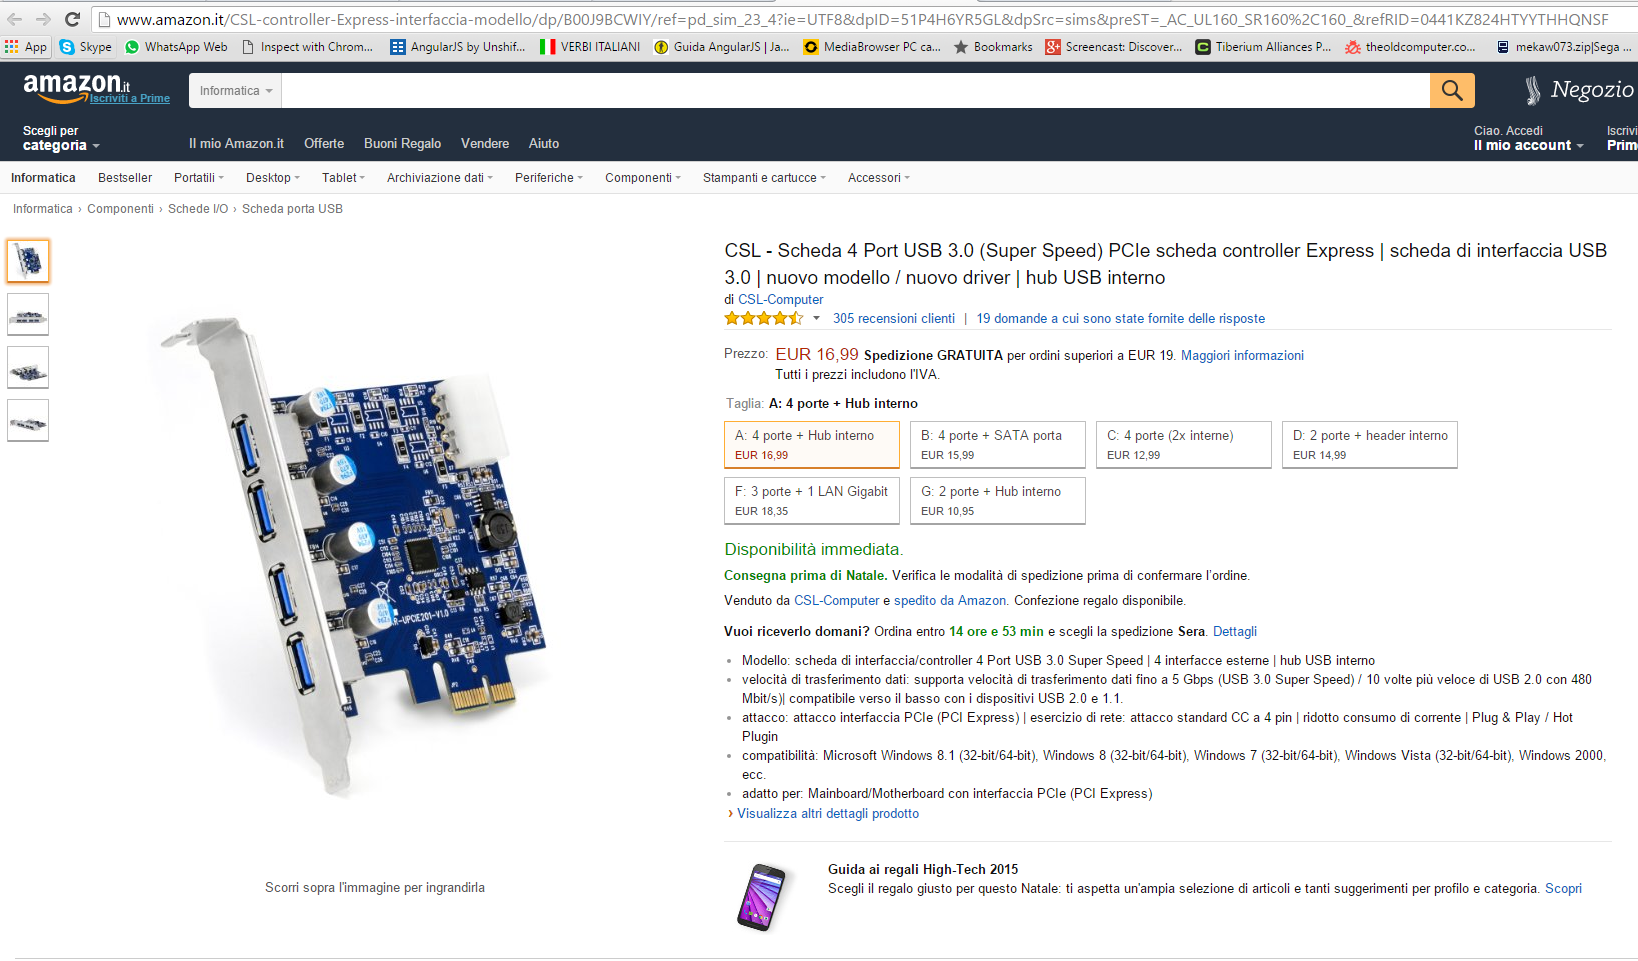 www.amazon.it/CSL-controller-Express-interfaccia-modello/dp/B00J9BCWIY/ref=pd_sim_23_4?ie=UTF8&dpID=51P4H6YR5GL&dpSrc=sims&preST=_AC_UL160_SR160%2C160_&refRID=0441KZ824HTYYTHHQNSF
App Skype WhatsApp Web Inspect with Chrom... AngularJS by Unshif... VERBI ITALIANI Guida AngularJS | Ja... MediaBrowser PC ca... Bookmarks Screencast: Discover... Tiberium Alliances P... theoldcomputer.co... mekaw073.zip|Sega ...
amazon.it
Iscriviti a Prime
Informatica
Negozio
Scegli per
categoria
Il mio Amazon.it Offerte Buoni Regalo Vendere Aiuto
Ciao. Accedi
Il mio account
Iscrivi
Prim
Informatica Bestseller Portatili Desktop Tablet Archiviazione dati Periferiche Componenti Stampanti e cartucce Accessori
Informatica › Componenti › Schede I/O › Scheda porta USB
CSL - Scheda 4 Port USB 3.0 (Super Speed) PCIe scheda controller Express | scheda di interfaccia USB
3.0 | nuovo modello / nuovo driver | hub USB interno
di CSL-Computer
305 recensioni clienti | 19 domande a cui sono state fornite delle risposte
Prezzo: EUR 16,99 Spedizione GRATUITA per ordini superiori a EUR 19. Maggiori informazioni
Tutti i prezzi includono l'IVA.
Taglia: A: 4 porte + Hub interno
A: 4 porte + Hub interno
EUR 16,99
B: 4 porte + SATA porta
EUR 15,99
C: 4 porte (2x interne)
EUR 12,99
D: 2 porte + header interno
EUR 14,99
F: 3 porte + 1 LAN Gigabit
EUR 18,35
G: 2 porte + Hub interno
EUR 10,95
Disponibilità immediata.
Consegna prima di Natale. Verifica le modalità di spedizione prima di confermare l'ordine.
Venduto da CSL-Computer e spedito da Amazon. Confezione regalo disponibile.
Vuoi riceverlo domani? Ordina entro 14 ore e 53 min e scegli la spedizione Sera. Dettagli
Modello: scheda di interfaccia/controller 4 Port USB 3.0 Super Speed | 4 interfacce esterne | hub USB interno
velocità di trasferimento dati: supporta velocità di trasferimento dati fino a 5 Gbps (USB 3.0 Super Speed) / 10 volte più veloce di USB 2.0 con 480
Mbit/s)| compatibile verso il basso con i dispositivi USB 2.0 e 1.1.
attacco: attacco interfaccia PCIe (PCI Express) | esercizio di rete: attacco standard CC a 4 pin | ridotto consumo di corrente | Plug & Play / Hot
Plugin
compatibilità: Microsoft Windows 8.1 (32-bit/64-bit), Windows 8 (32-bit/64-bit), Windows 7 (32-bit/64-bit), Windows Vista (32-bit/64-bit), Windows 2000,
ecc.
adatto per: Mainboard/Motherboard con interfaccia PCIe (PCI Express)
› Visualizza altri dettagli prodotto
Scorri sopra l'immagine per ingrandirla
Guida ai regali High-Tech 2015
Scegli il regalo giusto per questo Natale: ti aspetta un'ampia selezione di articoli e tanti suggerimenti per profilo e categoria. Scopri